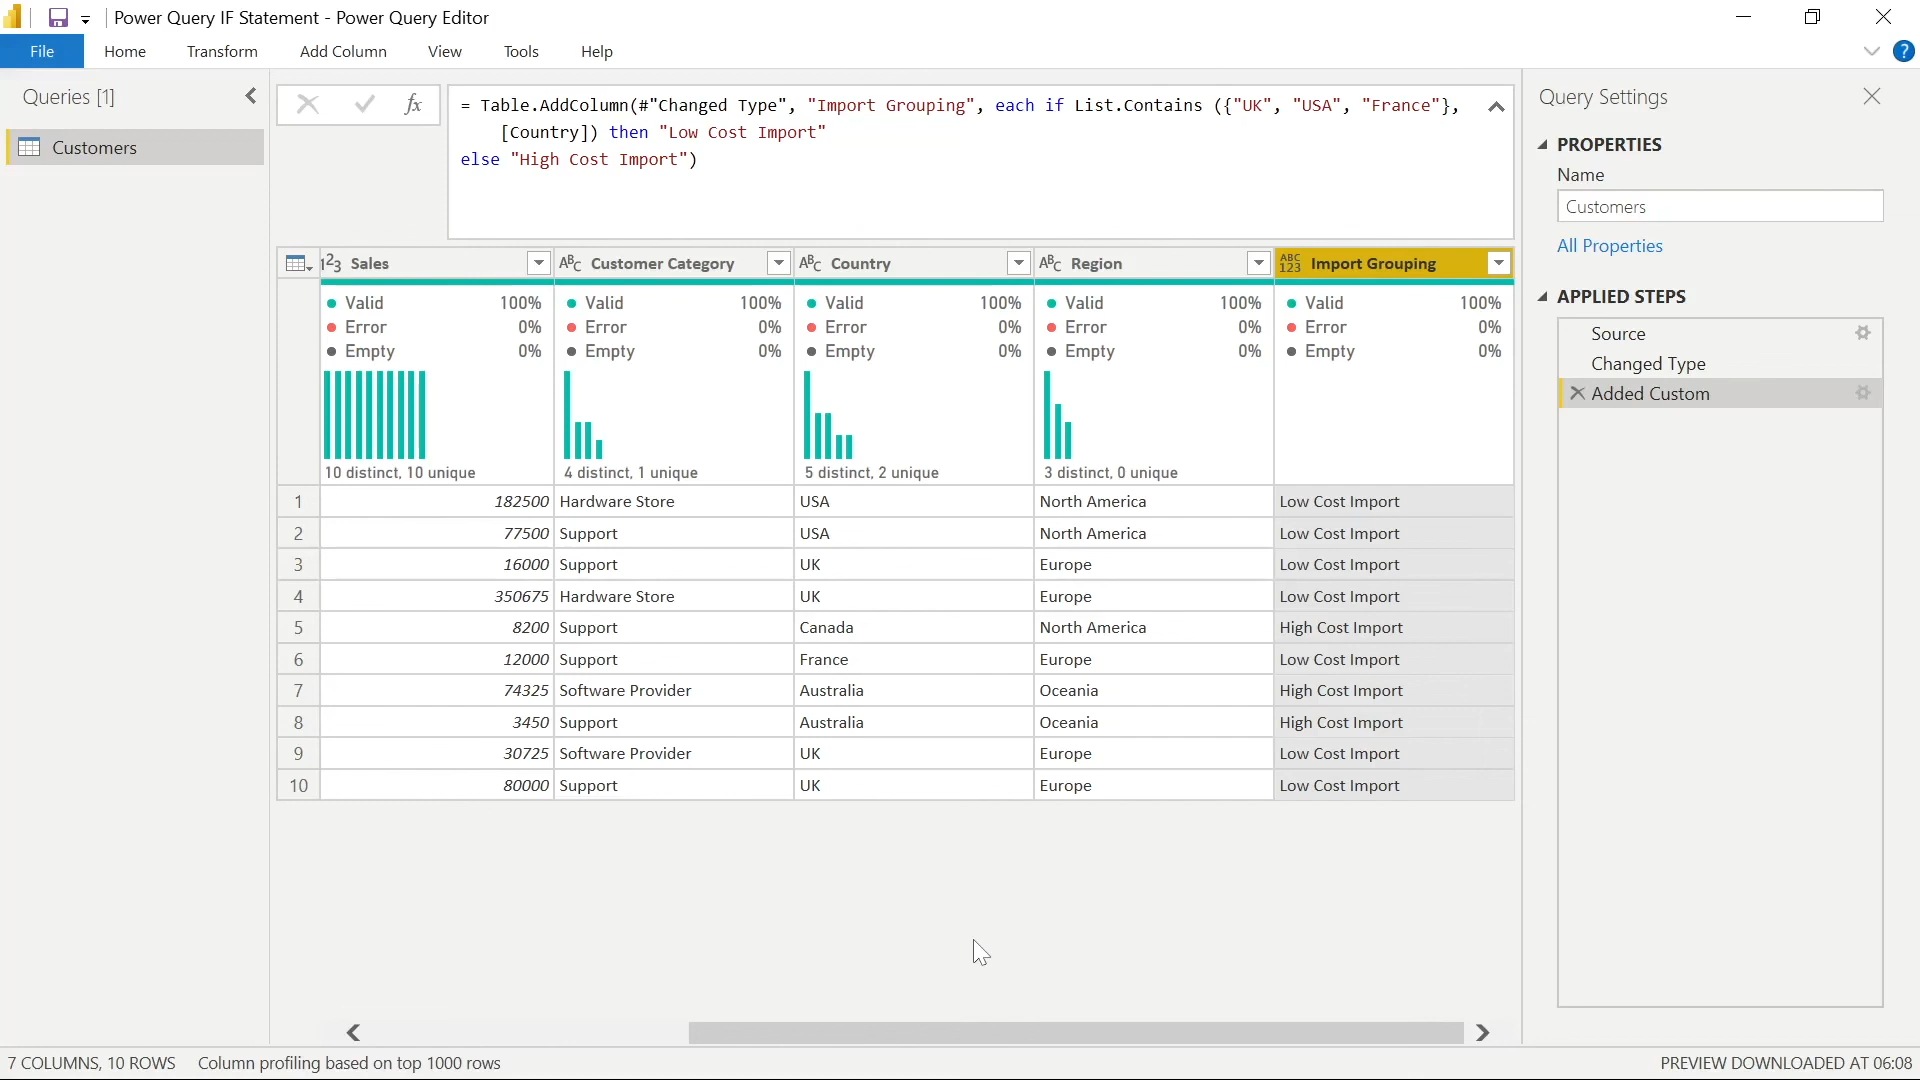 Power Query IF Statement - Power Query Editor
File Home Transform Add Column View Tools Help ?
Queries [1]
Customers
fx
= Table.AddColumn(#"Changed Type", "Import Grouping", each if List.Contains ({"UK", "USA", "France"},
[Country]) then "Low Cost Import"
else "High Cost Import")
123 Sales ABC Customer Category ABC Country ABC Region ABC 123 Import Grouping
Valid 100% Valid 100% Valid 100% Valid 100% Valid 100%
Error 0% Error 0% Error 0% Error 0% Error 0%
Empty 0% Empty 0% Empty 0% Empty 0% Empty 0%
10 distinct, 10 unique 4 distinct, 1 unique 5 distinct, 2 unique 3 distinct, 0 unique
1 182500 Hardware Store USA North America Low Cost Import
2 77500 Support USA North America Low Cost Import
3 16000 Support UK Europe Low Cost Import
4 350675 Hardware Store UK Europe Low Cost Import
5 8200 Support Canada North America High Cost Import
6 12000 Support France Europe Low Cost Import
7 74325 Software Provider Australia Oceania High Cost Import
8 3450 Support Australia Oceania High Cost Import
9 30725 Software Provider UK Europe Low Cost Import
10 80000 Support UK Europe Low Cost Import
Query Settings
PROPERTIES
Name
Customers
All Properties
APPLIED STEPS
Source
Changed Type
Added Custom
7 COLUMNS, 10 ROWS Column profiling based on top 1000 rows PREVIEW DOWNLOADED AT 06:08